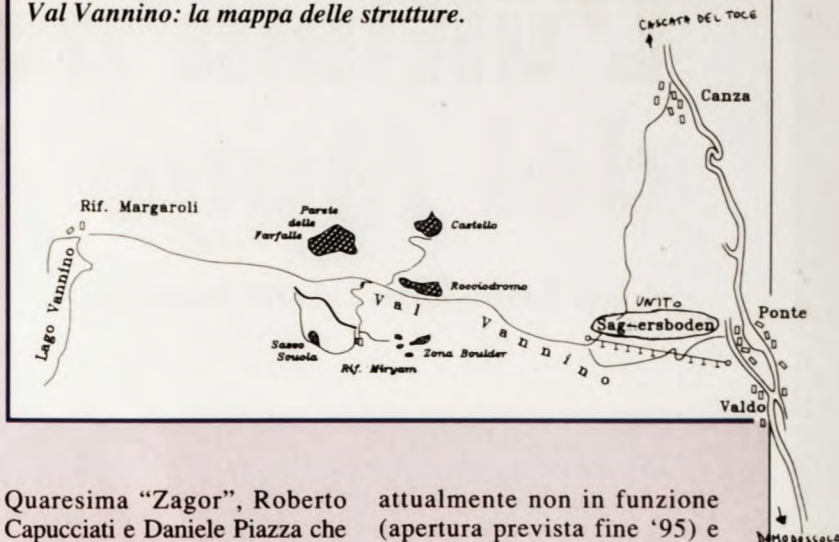 Val Vannino: la mappa delle strutture.
CASCATA DEL TOCE
Canza
Rif. Margaroli
Parete
delle
Farfalle
Castello
Lago Vannino
Rocciodromo
Val Vannino
UNITO
Sag-ersboden
Ponte
Sasso
Scuola
Rif. Miryam
Zona Boulder
Valdo
Quaresima “Zagor”, Roberto
Capucciati e Daniele Piazza che
attualmente non in funzione
(apertura prevista fine ‘95) e
DOMODOSSOLA